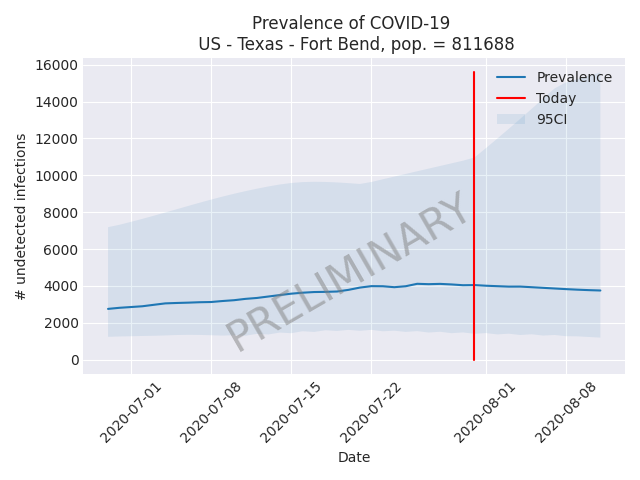 Prevalence of COVID-19
US - Texas - Fort Bend, pop. = 811688
16000
14000
12000
10000
8000
6000
4000
2000
0
# undetected infections
Prevalence
Today
95CI
PRELIMINARY
2020-07-01
2020-07-08
2020-07-15
2020-07-22
2020-08-01
2020-08-08
Date